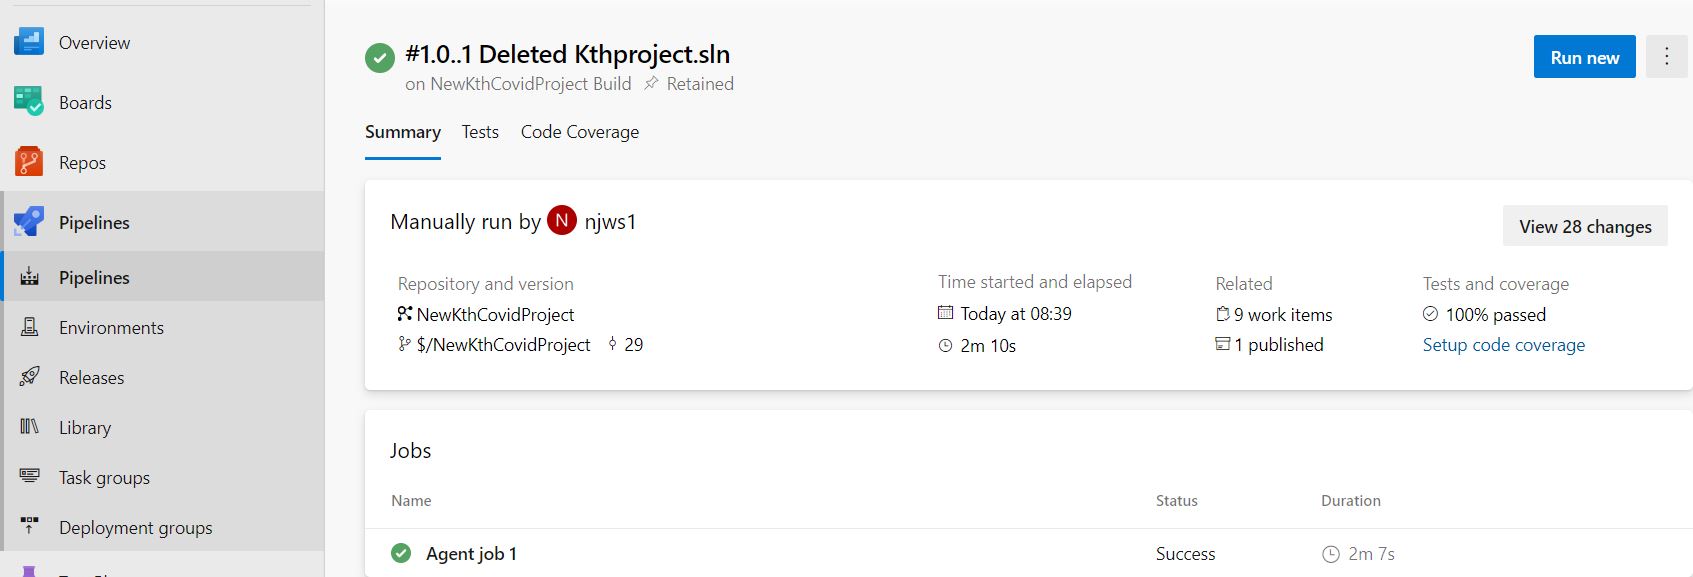 Overview
Boards
Repos
Pipelines
Pipelines
Environments
Releases
Library
Task groups
Deployment groups
#1.0..1 Deleted Kthproject.sln
on NewKthCovidProject Build Retained
Run new
Summary Tests Code Coverage
Manually run by N njws1
View 28 changes
Repository and version
NewKthCovidProject
$/NewKthCovidProject 29
Time started and elapsed
Today at 08:39
2m 10s
Related
9 work items
1 published
Tests and coverage
100% passed
Setup code coverage
Jobs
Name Status Duration
Agent job 1 Success 2m 7s